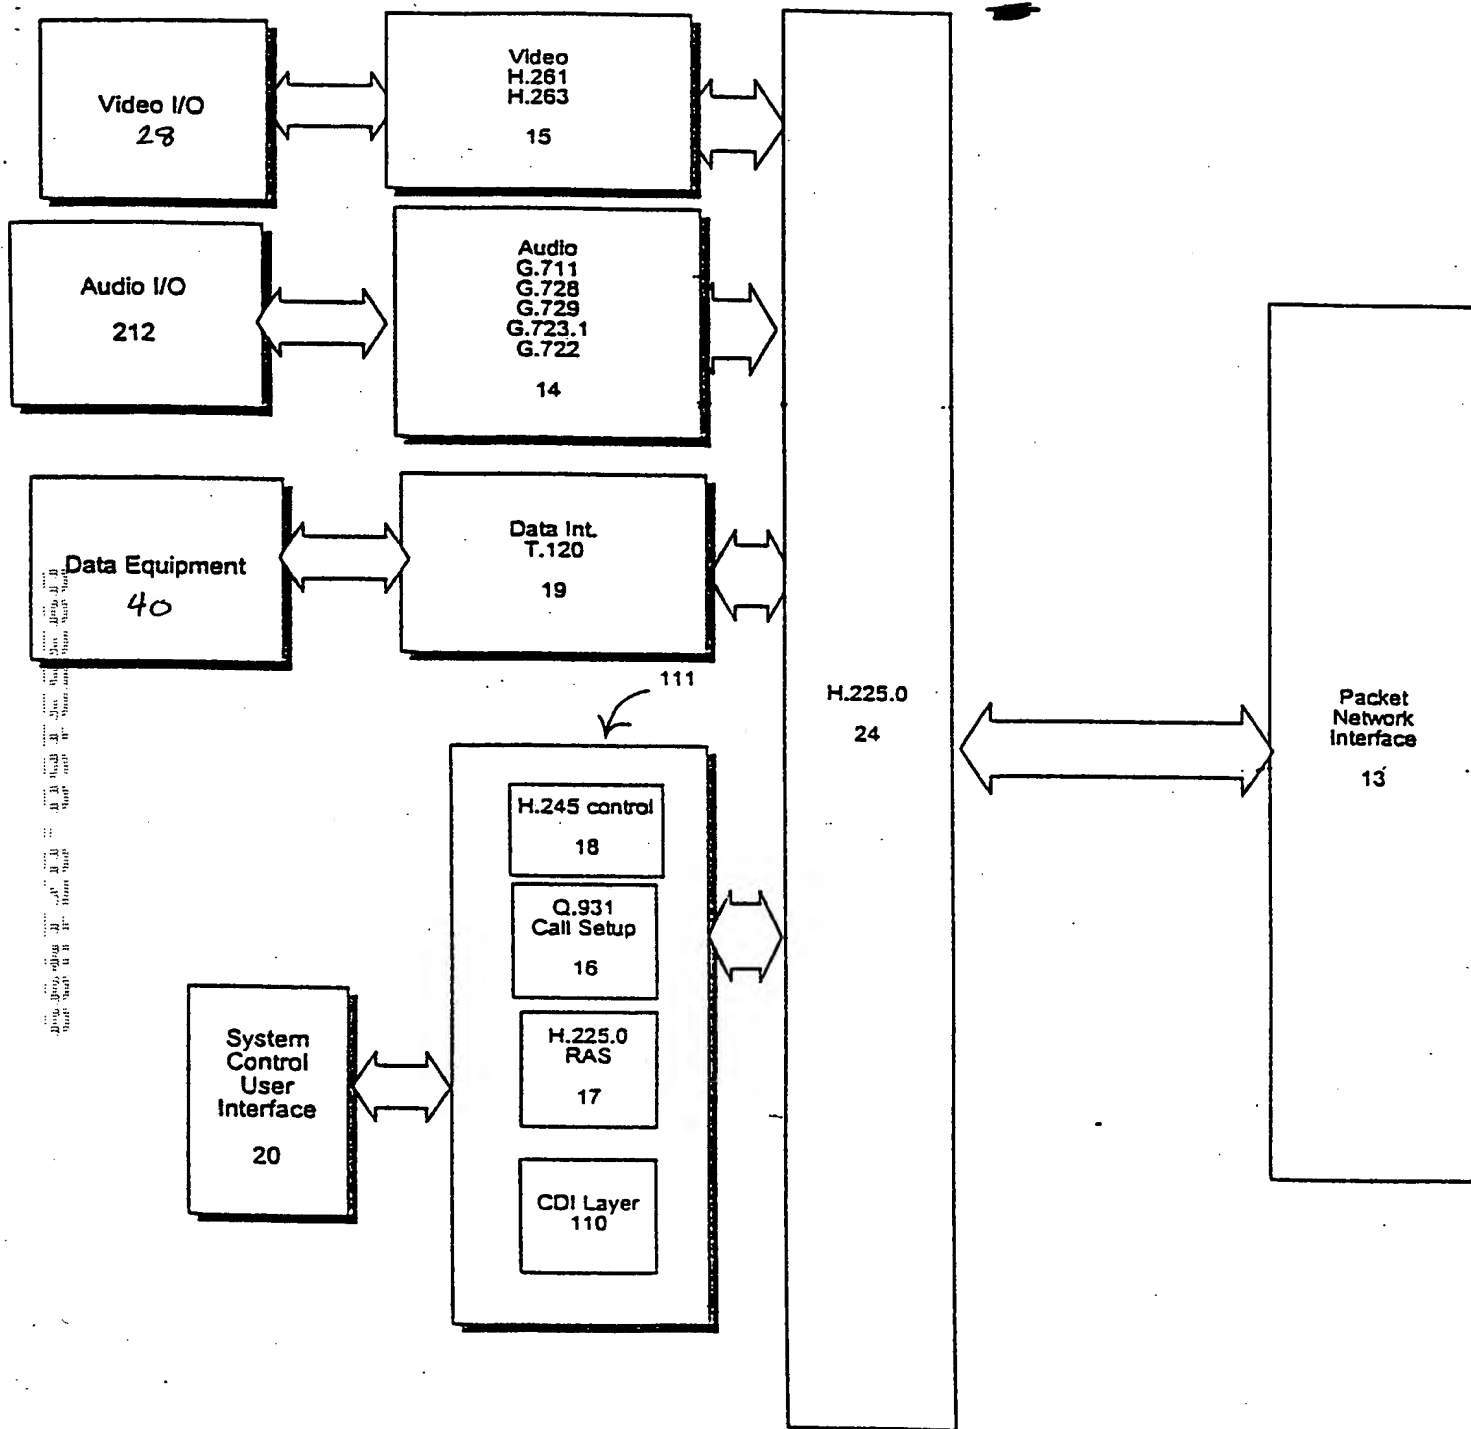 Video I/O
28
Video
H.261
H.263
15
Audio I/O
212
Audio
G.711
G.728
G.729
G.723.1
G.722
14
Data Equipment
40
Data Int.
T.120
19
111
H.245 control
18
Q.931
Call Setup
16
H.225.0
RAS
17
CDI Layer
110
System
Control
User
Interface
20
H.225.0
24
Packet
Network
Interface
13